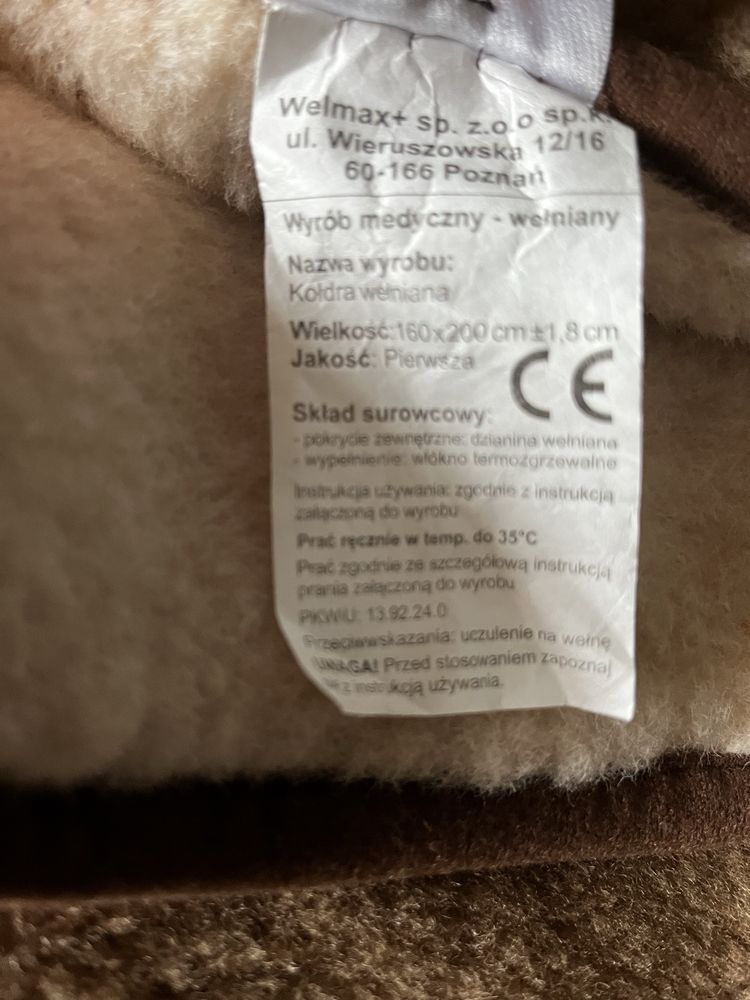 Welmax+ sp. z.o.o sp.k.
ul. Wieruszowska 12/16
60-166 Poznań
Wyrób medyczny - wełniany
Nazwa wyrobu:
Kołdra wełniana
Wielkość: 160x200 cm ±1,8 cm
Jakość: Pierwsza
CE
Skład surowcowy:
- pokrycie zewnętrzne: dzianina wełniana
- wypełnienie: włókno termozgrzewalne
Instrukcja używania: zgodnie z instrukcją
załączoną do wyrobu
Prać ręcznie w temp. do 35°C
Prać zgodnie ze szczegółową instrukcją
prania załączoną do wyrobu
PKWIU: 13.92.24.0
Przeciwwskazania: uczulenie na wełnę
UWAGA! Przed stosowaniem zapoznaj
z instrukcją używania.